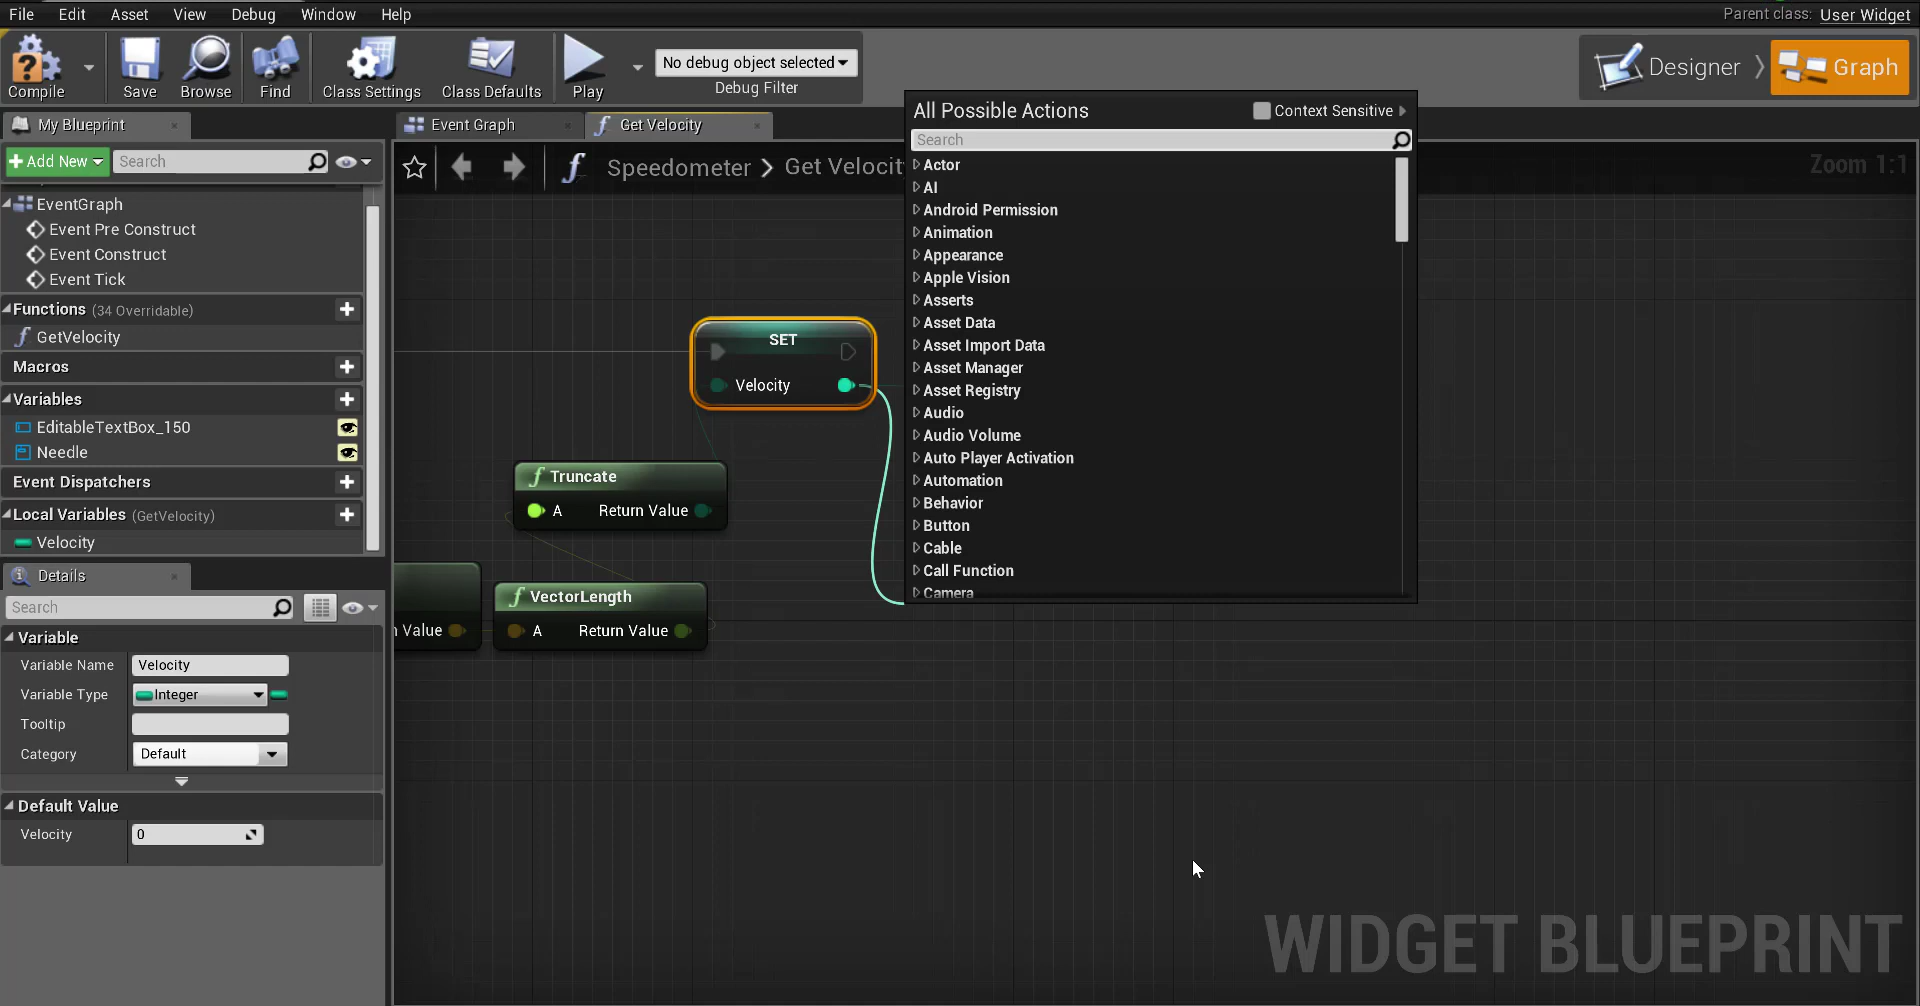 File Edit Asset View Debug Window Help
Parent class: User Widget
Compile
Save
Browse
Find
Class Settings
Class Defaults
Play
No debug object selected
Debug Filter
Designer
Graph
My Blueprint
Event Graph
Get Velocity
Add New
Search
Speedometer > Get Velocit
Zoom 1:1
EventGraph
Event Pre Construct
Event Construct
Event Tick
Functions (34 Overridable)
GetVelocity
Macros
Variables
EditableTextBox_150
Needle
Event Dispatchers
Local Variables (GetVelocity)
Velocity
Details
Search
Variable
Variable Name Velocity
Variable Type Integer
Tooltip
Category Default
Default Value
Velocity 0
SET
Velocity
f Truncate
A Return Value
n Value
f VectorLength
A Return Value
All Possible Actions
Context Sensitive
Search
Actor
AI
Android Permission
Animation
Appearance
Apple Vision
Asserts
Asset Data
Asset Import Data
Asset Manager
Asset Registry
Audio
Audio Volume
Auto Player Activation
Automation
Behavior
Button
Cable
Call Function
Camera
WIDGET BLUEPRINT